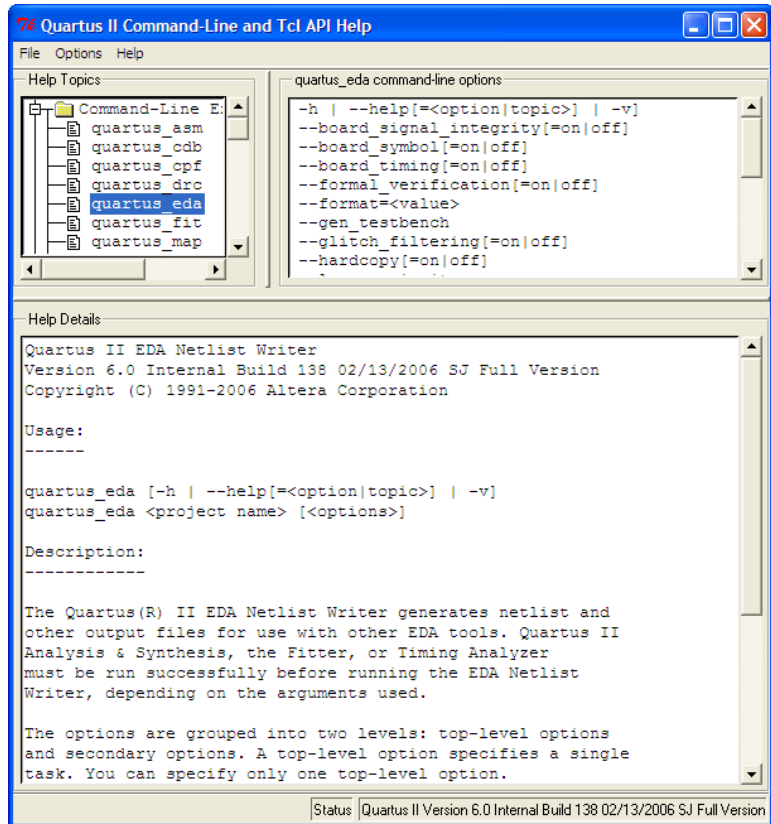 Quartus II Command-Line and Tcl API Help
File Options Help
Help Topics
Command-Line E
quartus_asm
quartus_cdb
quartus_cpf
quartus_drc
quartus_eda
quartus_fit
quartus_map
quartus_eda command-line options
-h | --help[=<option|topic>] | -v]
--board_signal_integrity[=on|off]
--board_symbol[=on|off]
--board_timing[=on|off]
--formal_verification[=on|off]
--format=<value>
--gen_testbench
--glitch_filtering[=on|off]
--hardcopy[=on|off]
Help Details
Quartus II EDA Netlist Writer
Version 6.0 Internal Build 138 02/13/2006 SJ Full Version
Copyright (C) 1991-2006 Altera Corporation
Usage:
------
quartus_eda [-h | --help[=<option|topic>] | -v]
quartus_eda <project name> [<options>]
Description:
------------
The Quartus(R) II EDA Netlist Writer generates netlist and
other output files for use with other EDA tools. Quartus II
Analysis & Synthesis, the Fitter, or Timing Analyzer
must be run successfully before running the EDA Netlist
Writer, depending on the arguments used.
The options are grouped into two levels: top-level options
and secondary options. A top-level option specifies a single
task. You can specify only one top-level option.
Status Quartus II Version 6.0 Internal Build 138 02/13/2006 SJ Full Version